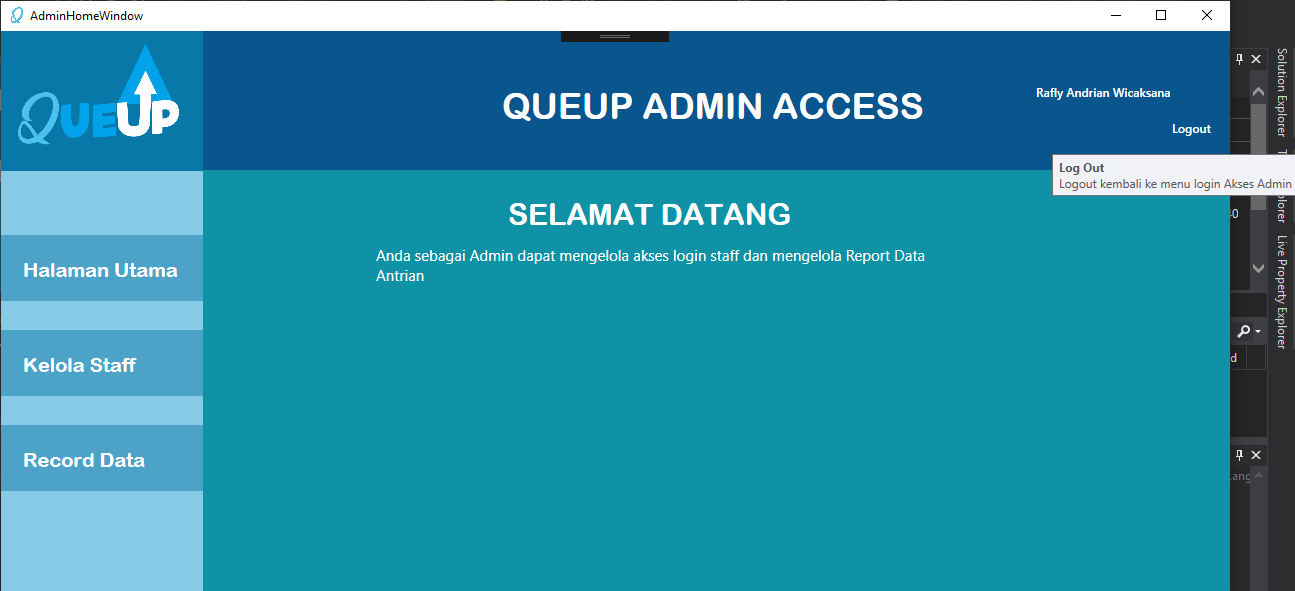 AdminHomeWindow
QUEUP
QUEUP ADMIN ACCESS
Rafly Andrian Wicaksana
Logout
Log Out
Logout kembali ke menu login Akses Admin
SELAMAT DATANG
Anda sebagai Admin dapat mengelola akses login staff dan mengelola Report Data
Antrian
Halaman Utama
Kelola Staff
Record Data
Solution Explorer
Live Property Explorer